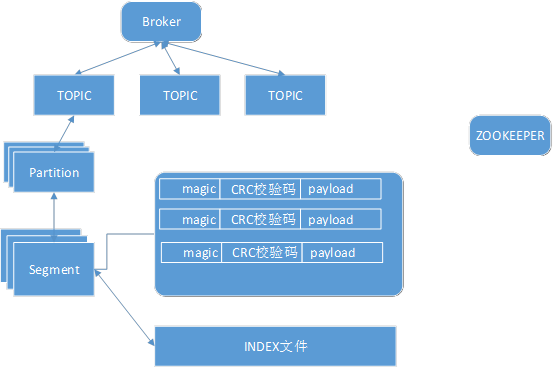 Broker
TOPIC TOPIC TOPIC
ZOOKEEPER
Partition
magic CRC校验码 payload
magic CRC校验码 payload
magic CRC校验码 payload
Segment
INDEX文件